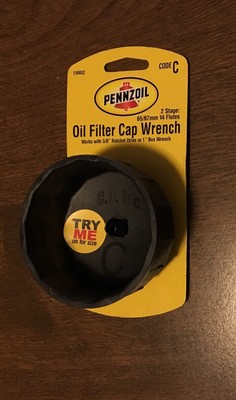 19902
CODE C
PENNZOIL
2 Stage:
65/67mm 14 Flutes
Oil Filter Cap Wrench
Works with 3/8" Ratchet Drive or 1" Box Wrench
TRY
ME
on for size
C